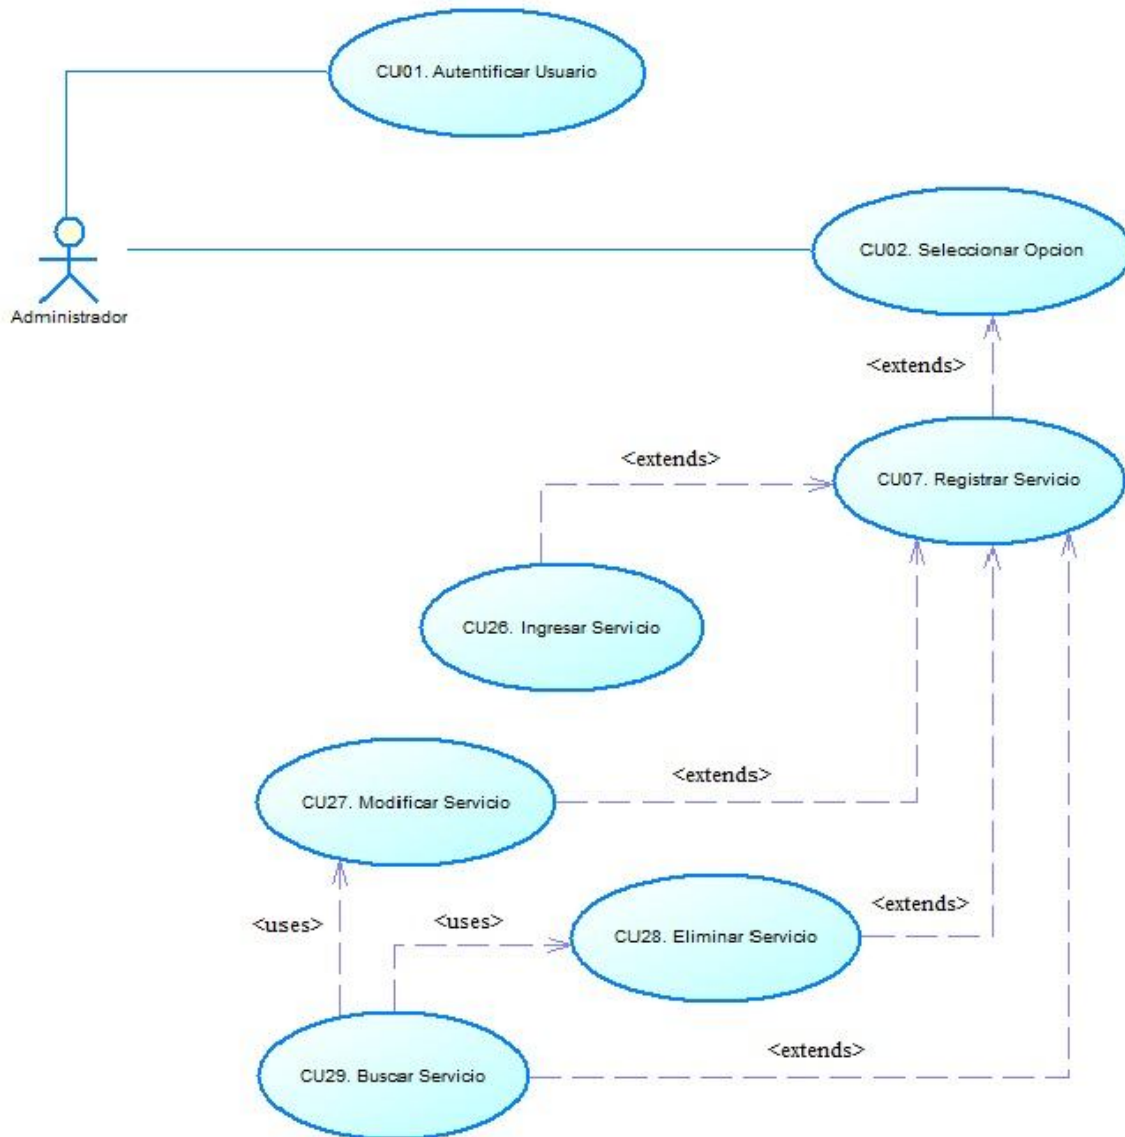 CU01. Autentificar Usuario
CU02. Seleccionar Opcion
Administrador
<extends>
<extends>
CU07. Registrar Servicio
CU26. Ingresar Servicio
<extends>
CU27. Modificar Servicio
<extends>
<uses>
<uses>
CU28. Eliminar Servicio
<extends>
CU29. Buscar Servicio